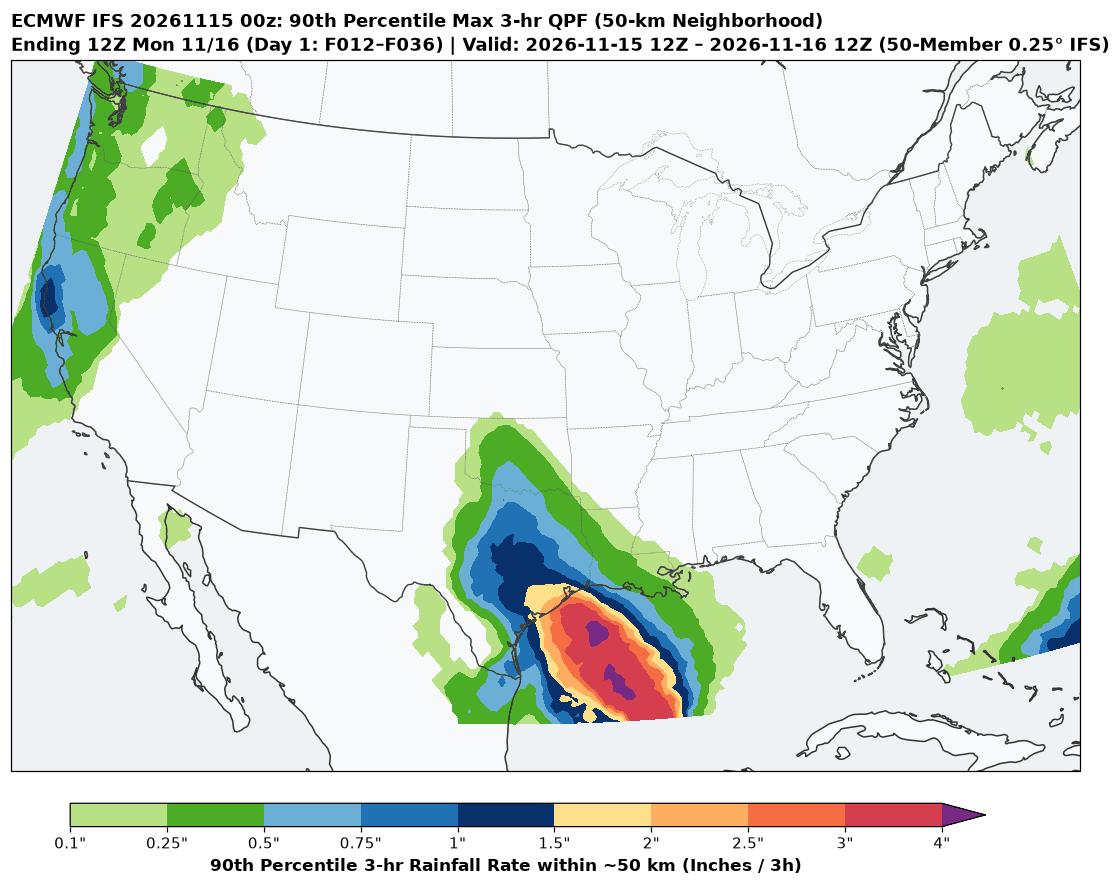 ECMWF IFS 20261115 00z: 90th Percentile Max 3-hr QPF (50-km Neighborhood)
Ending 12Z Mon 11/16 (Day 1: F012–F036) | Valid: 2026-11-15 12Z – 2026-11-16 12Z (50-Member 0.25° IFS)
0.1" 0.25" 0.5" 0.75" 1" 1.5" 2" 2.5" 3" 4"
90th Percentile 3-hr Rainfall Rate within ~50 km (Inches / 3h)